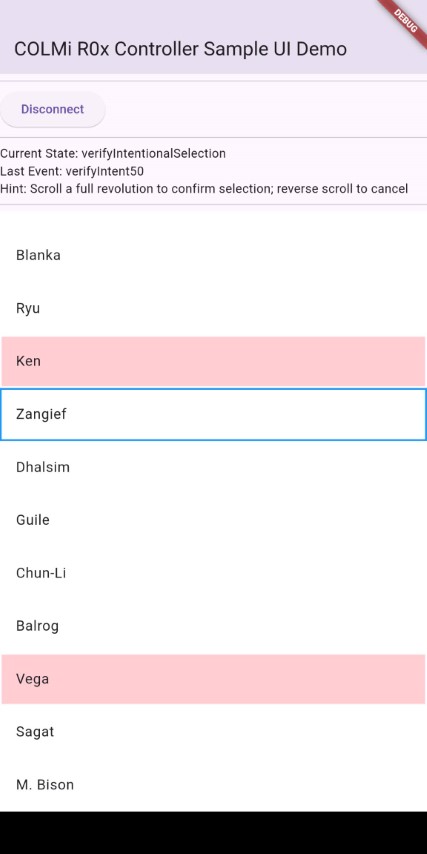 DEBUG
COLMi R0x Controller Sample UI Demo
Disconnect
Current State: verifyIntentionalSelection
Last Event: verifyIntent50
Hint: Scroll a full revolution to confirm selection; reverse scroll to cancel
Blanka
Ryu
Ken
Zangief
Dhalsim
Guile
Chun-Li
Balrog
Vega
Sagat
M. Bison